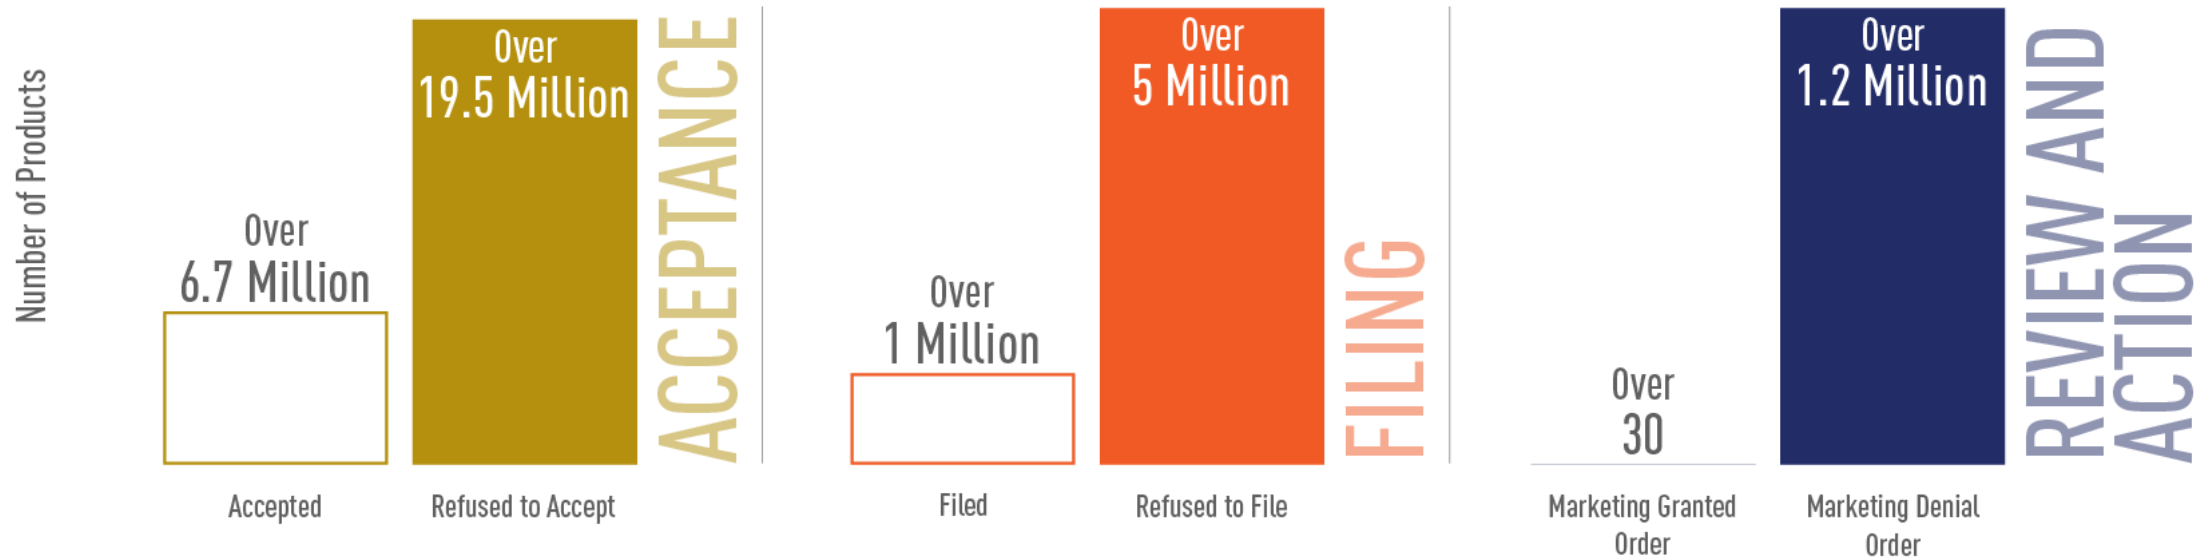 Number of Products
Over
6.7 Million
Accepted
Over
19.5 Million
Refused to Accept
ACCEPTANCE
Over
1 Million
Filed
Over
5 Million
Refused to File
FILING
Over
30
Marketing Granted
Order
Over
1.2 Million
Marketing Denial
Order
REVIEW AND
ACTION